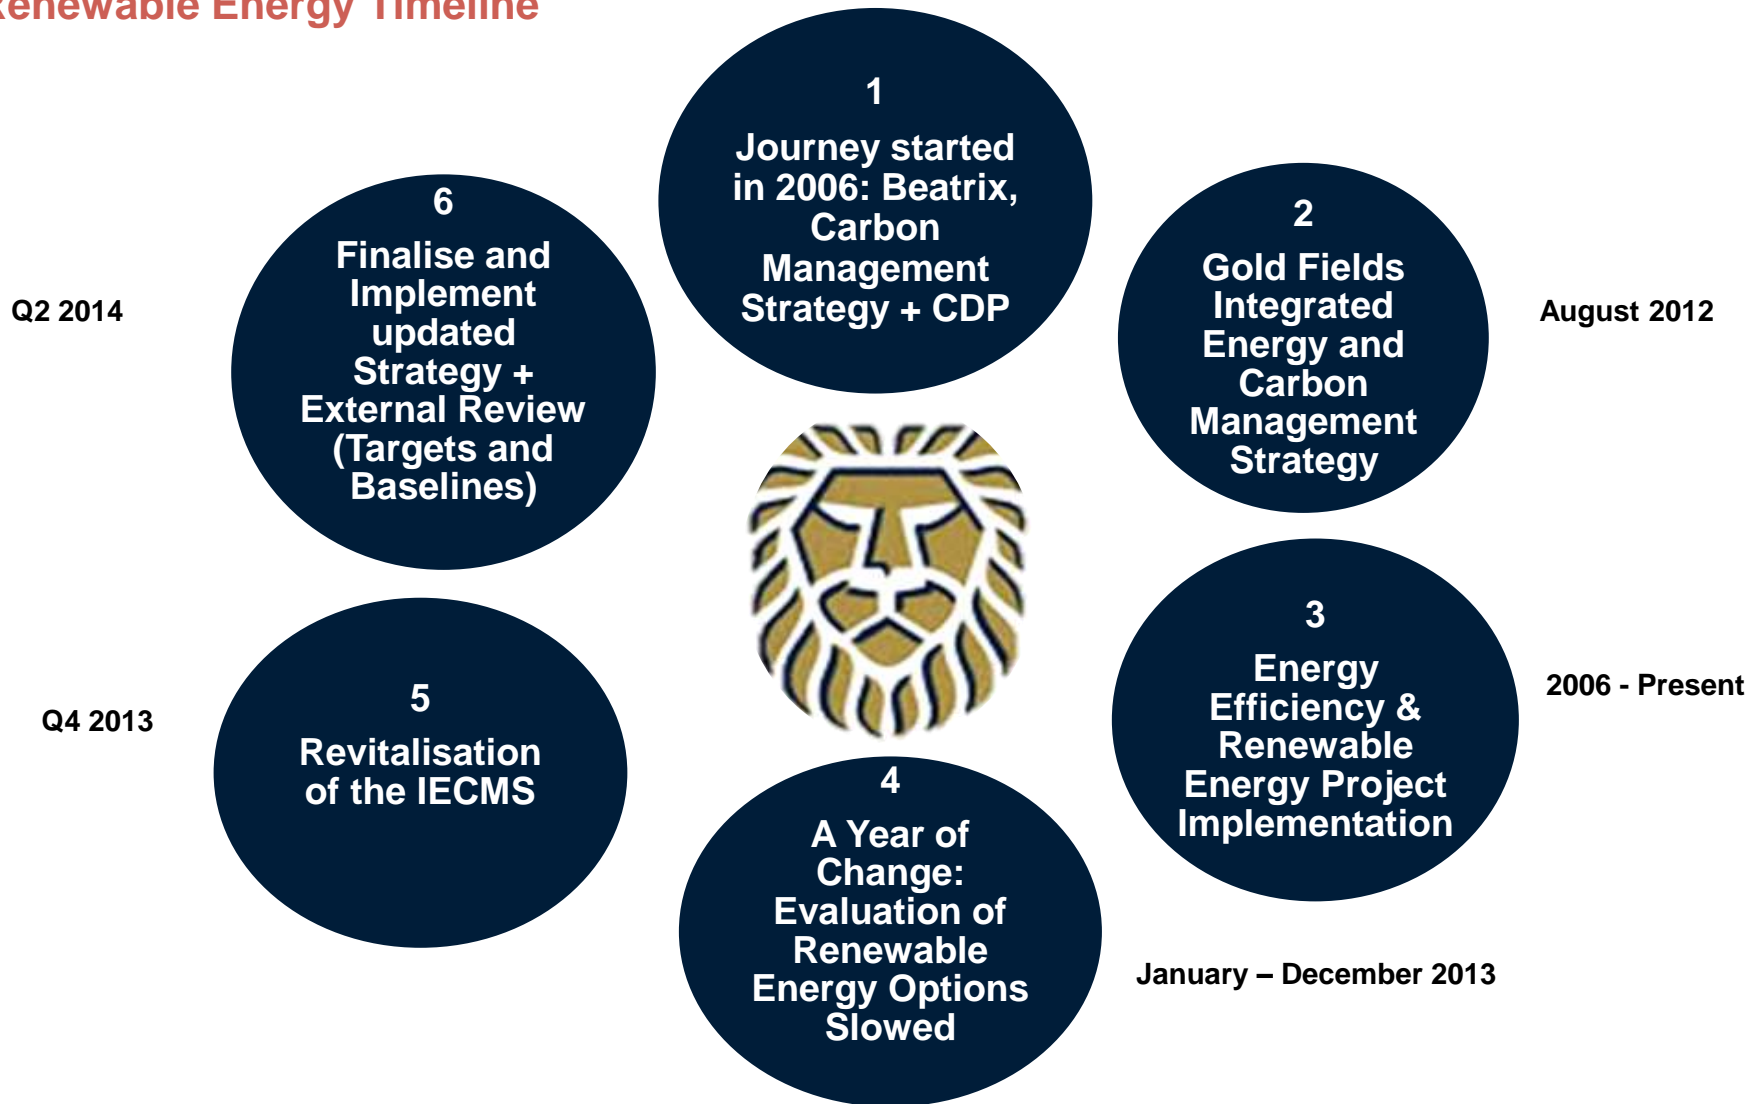 Renewable Energy Timeline
1
Journey started
in 2006: Beatrix,
Carbon
Management
Strategy + CDP
2
Gold Fields
Integrated
Energy and
Carbon
Management
Strategy
August 2012
3
Energy
Efficiency &
Renewable
Energy Project
Implementation
2006 - Present
4
A Year of
Change:
Evaluation of
Renewable
Energy Options
Slowed
January – December 2013
5
Revitalisation
of the IECMS
Q4 2013
6
Finalise and
Implement
updated
Strategy +
External Review
(Targets and
Baselines)
Q2 2014